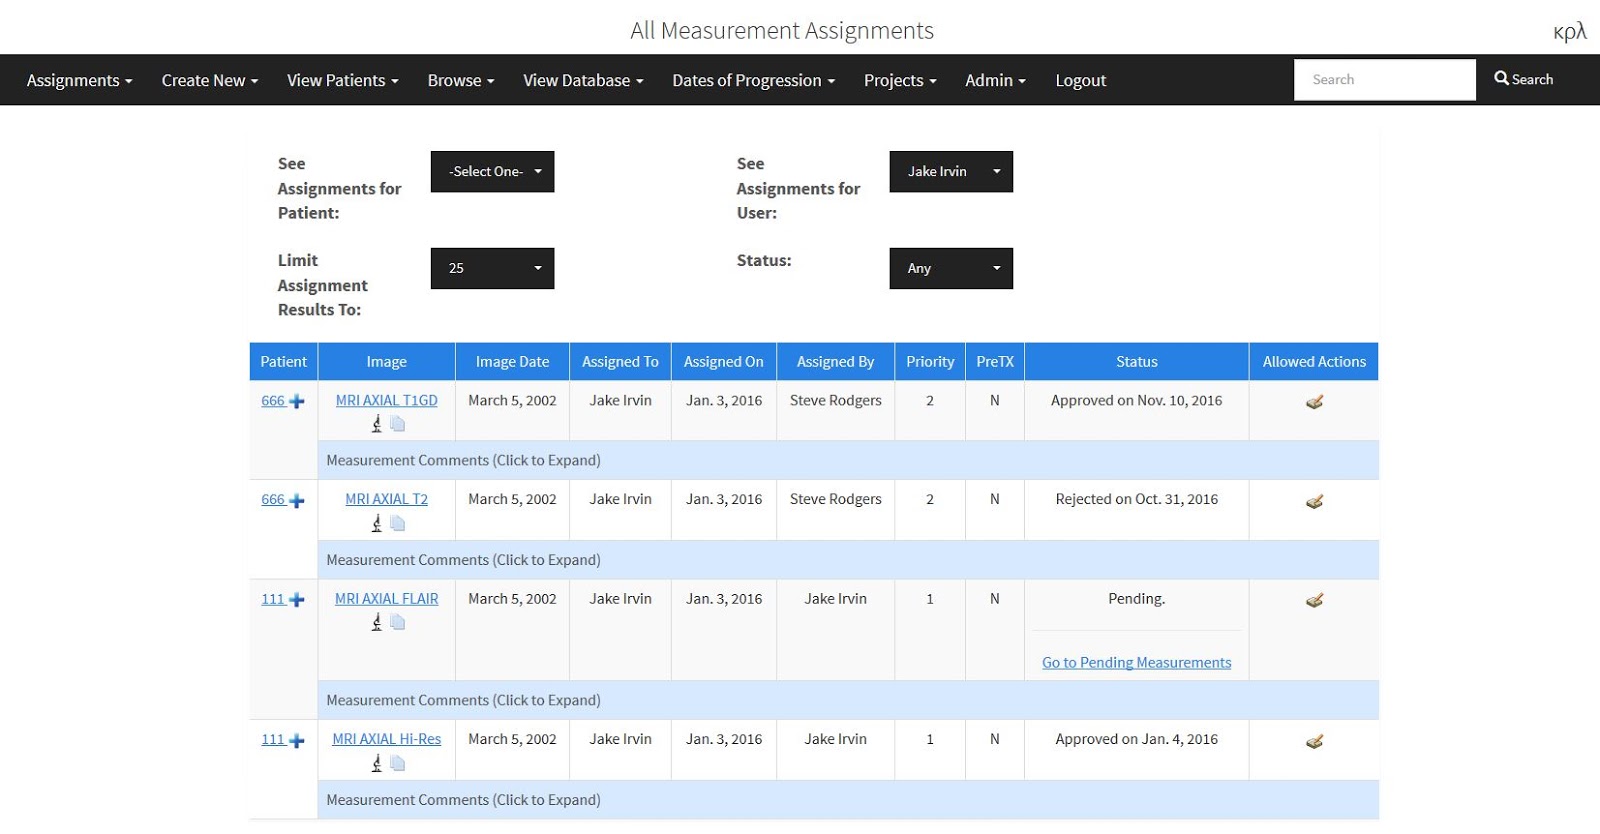 All Measurement Assignments
κρλ
Assignments Create New View Patients Browse View Database Dates of Progression Projects Admin Logout Search Search
See Assignments for Patient:
-Select One-
See Assignments for User:
Jake Irvin
Limit Assignment Results To:
25
Status:
Any
Patient Image Image Date Assigned To Assigned On Assigned By Priority PreTX Status Allowed Actions
666 MRI AXIAL T1GD March 5, 2002 Jake Irvin Jan. 3, 2016 Steve Rodgers 2 N Approved on Nov. 10, 2016
Measurement Comments (Click to Expand)
666 MRI AXIAL T2 March 5, 2002 Jake Irvin Jan. 3, 2016 Steve Rodgers 2 N Rejected on Oct. 31, 2016
Measurement Comments (Click to Expand)
111 MRI AXIAL FLAIR March 5, 2002 Jake Irvin Jan. 3, 2016 Jake Irvin 1 N Pending.
Go to Pending Measurements
Measurement Comments (Click to Expand)
111 MRI AXIAL Hi-Res March 5, 2002 Jake Irvin Jan. 3, 2016 Jake Irvin 1 N Approved on Jan. 4, 2016
Measurement Comments (Click to Expand)